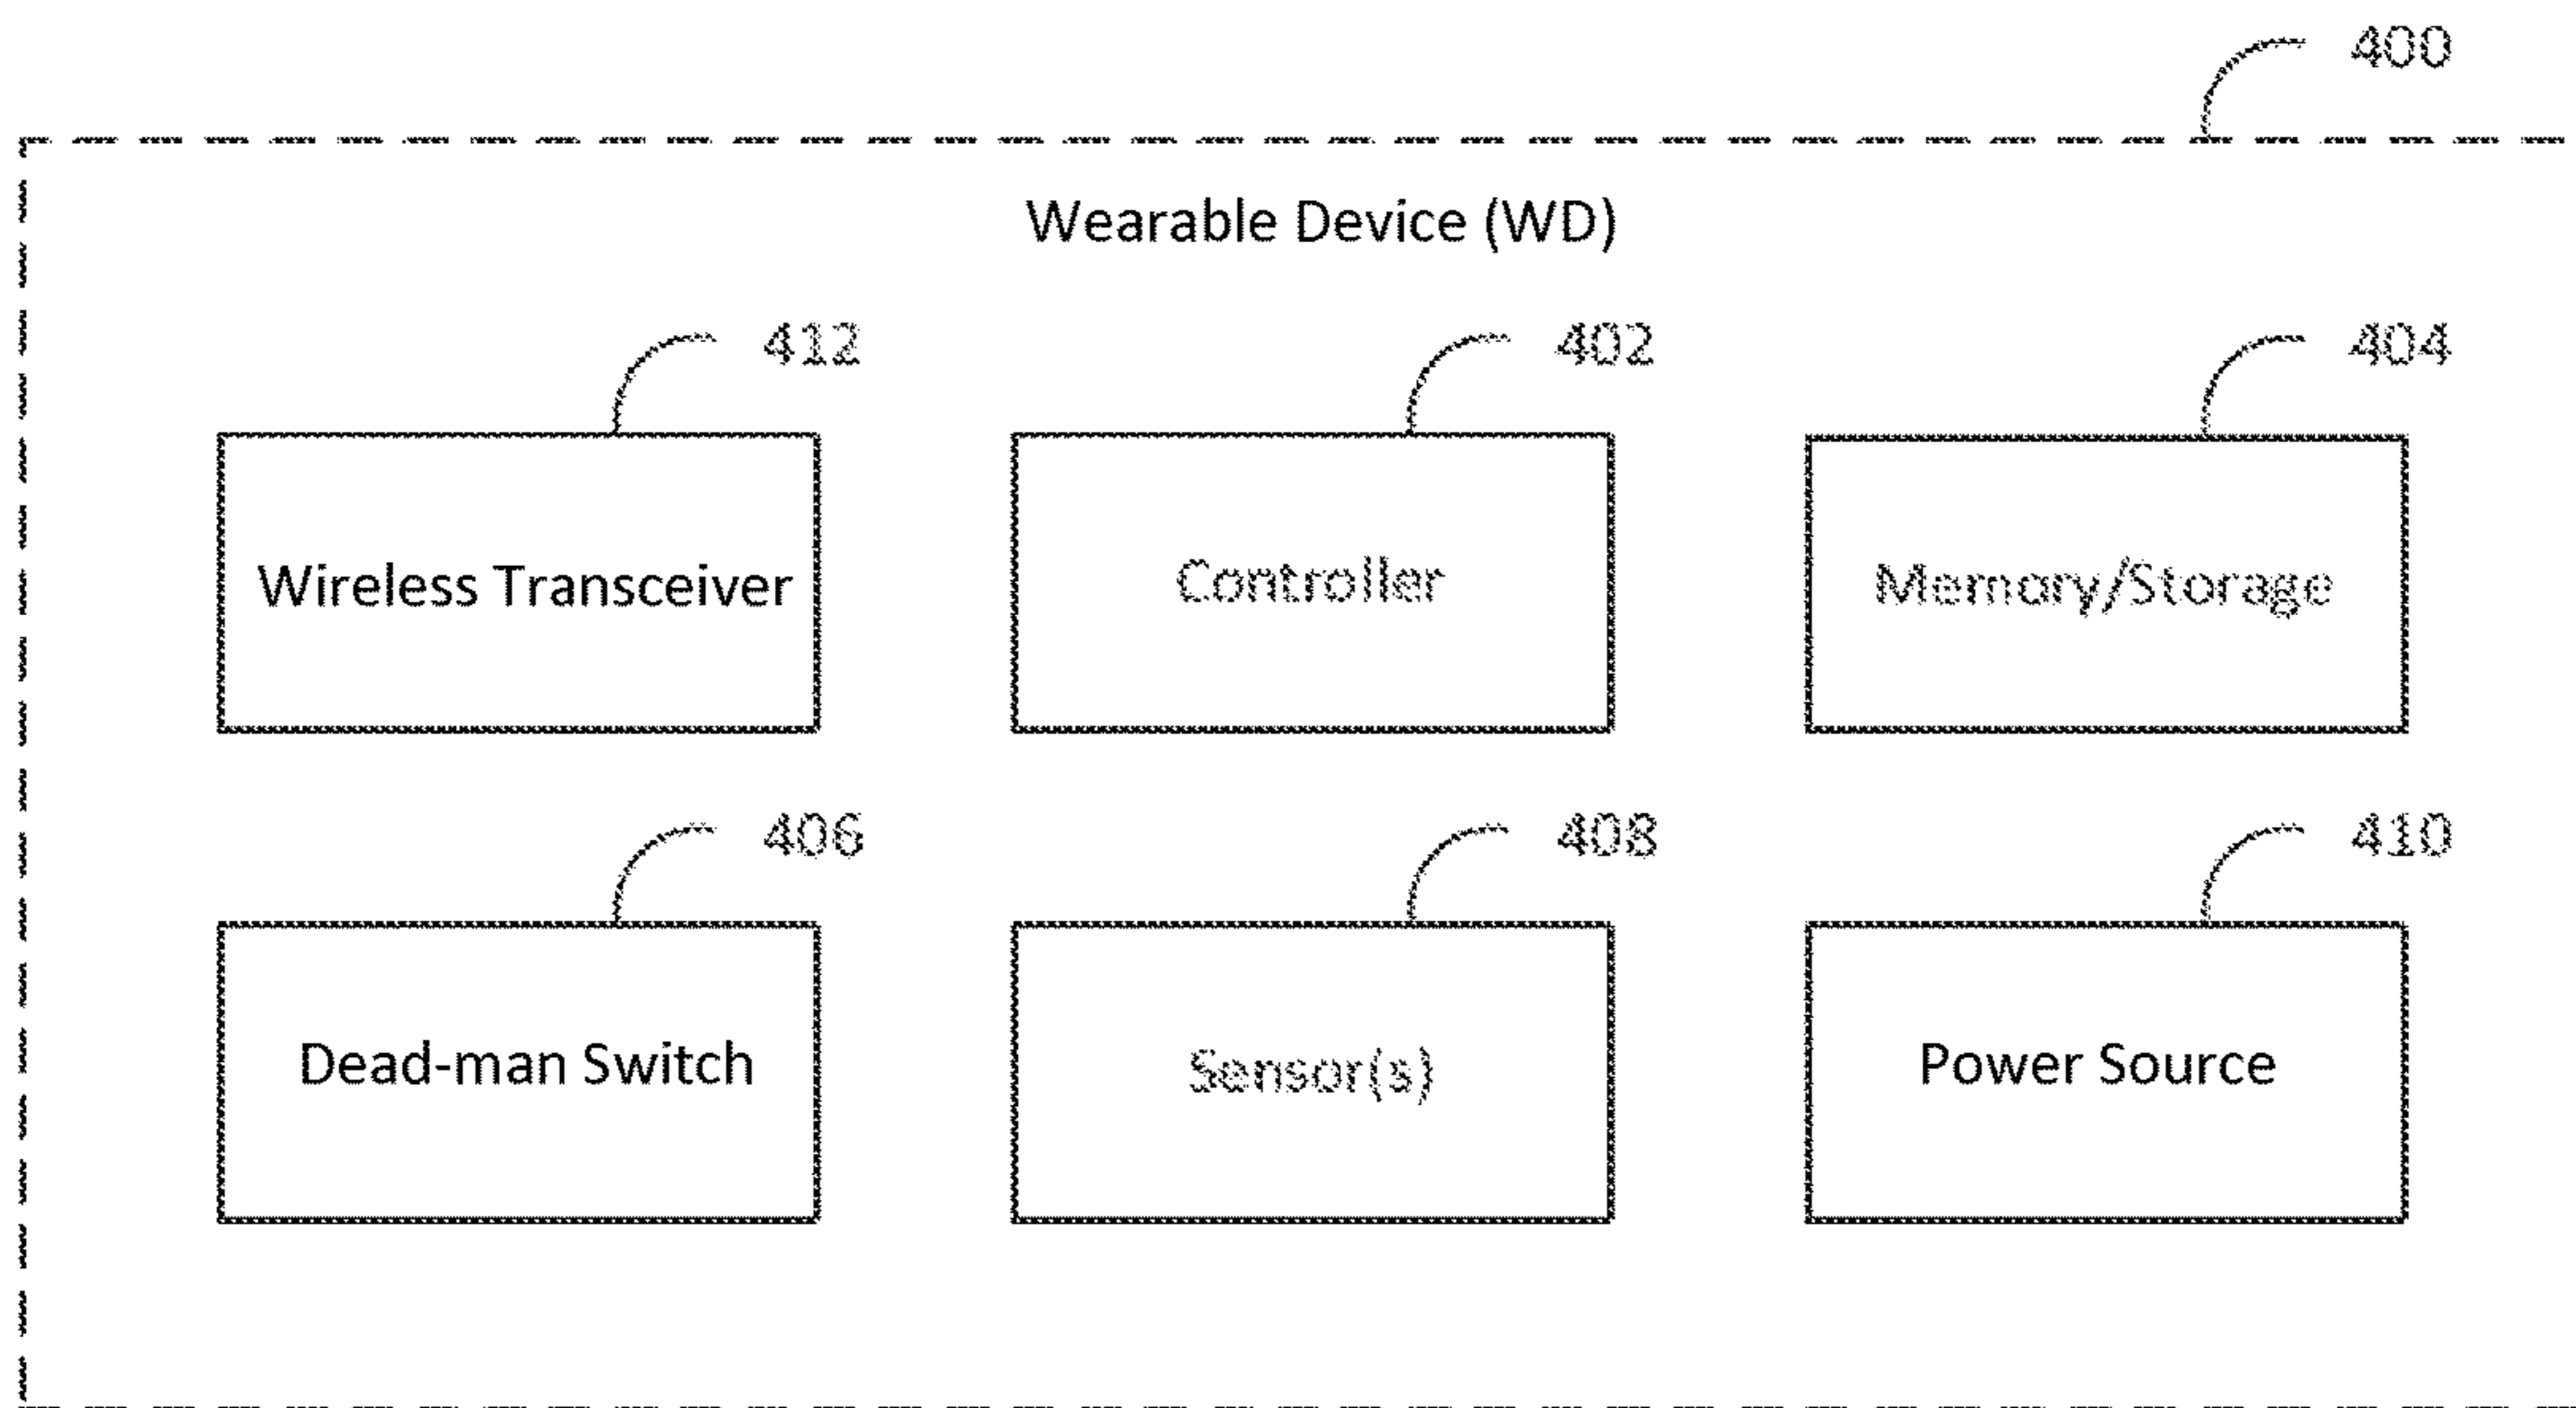 400
Wearable Device (WD)
412
402
404
Wireless Transceiver
Controller
Memory/Storage
406
408
410
Dead-man Switch
Sensor(s)
Power Source